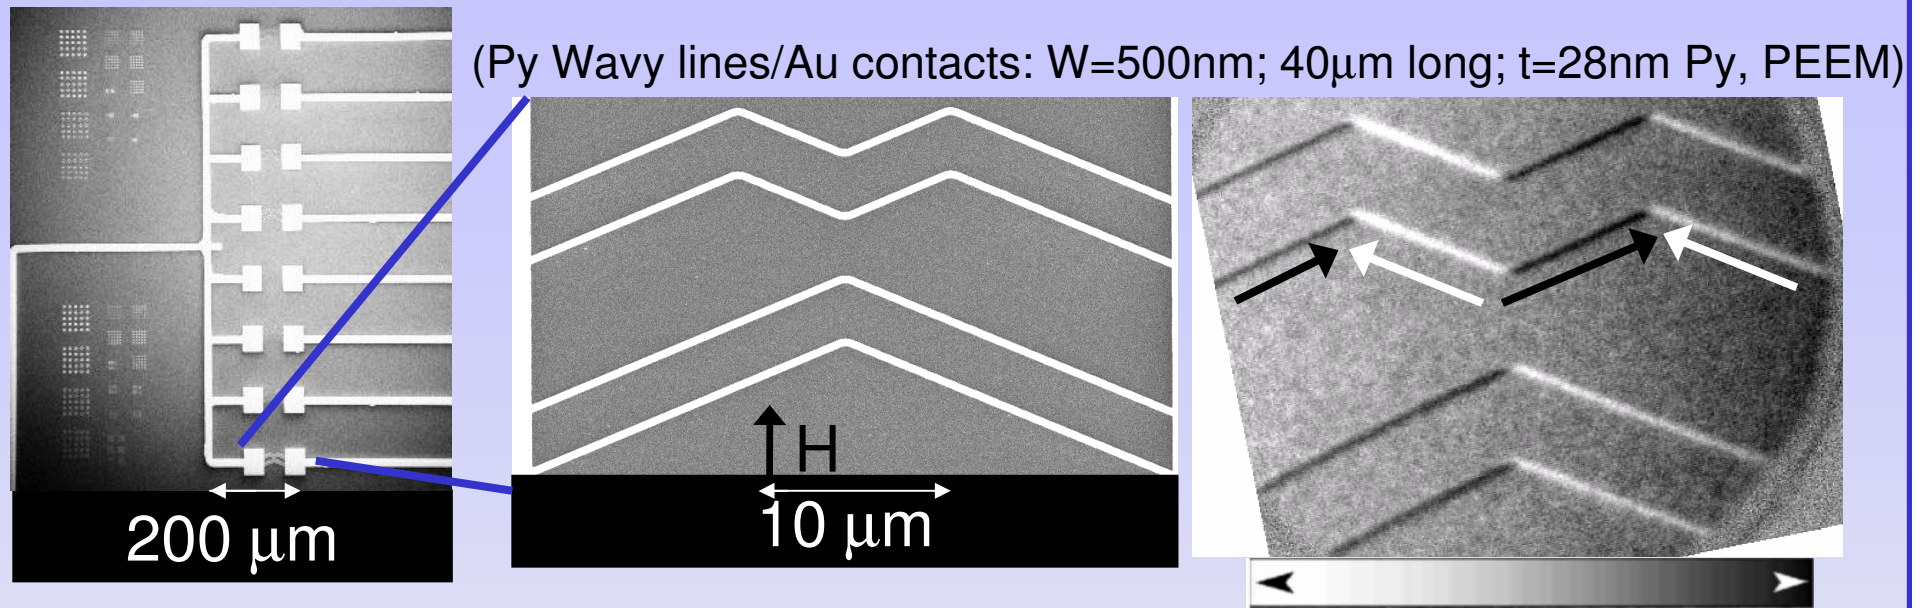 (Py Wavy lines/Au contacts: W=500nm; 40μm long; t=28nm Py, PEEM)
H
200 μm
10 μm